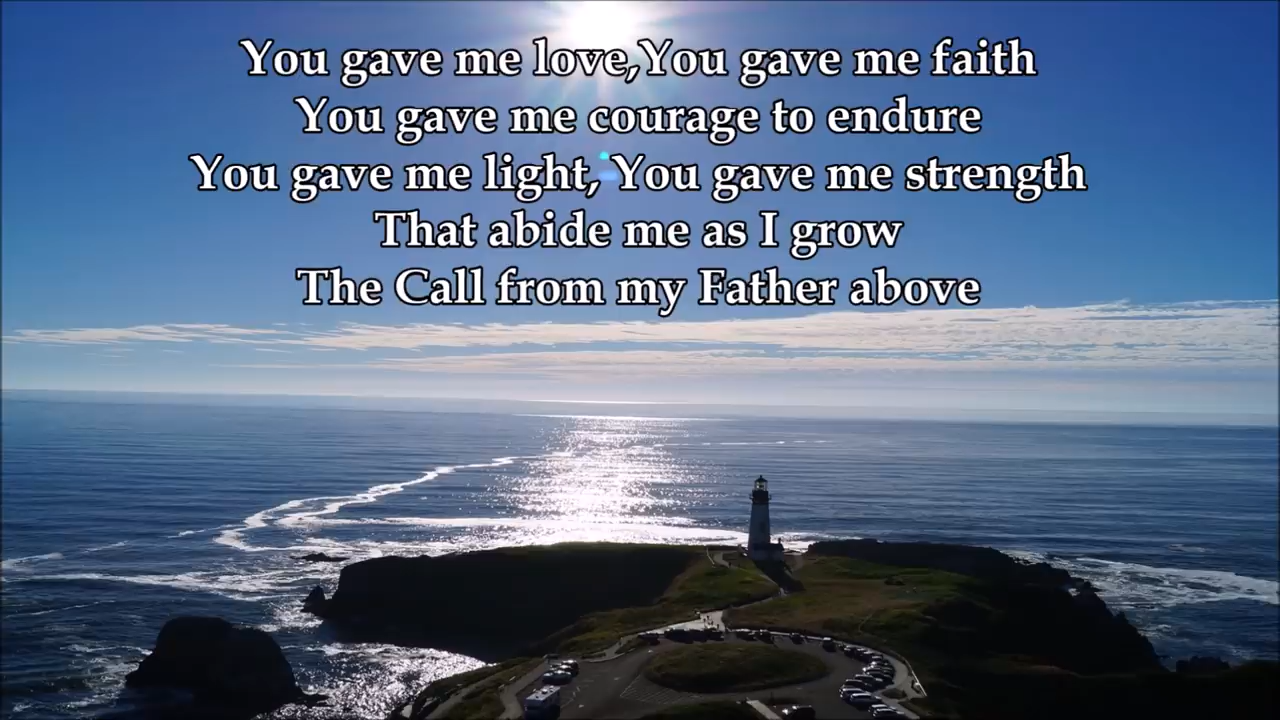 You gave me love,You gave me faith
You gave me courage to endure
You gave me light, You gave me strength
That abide me as I grow
The Call from my Father above